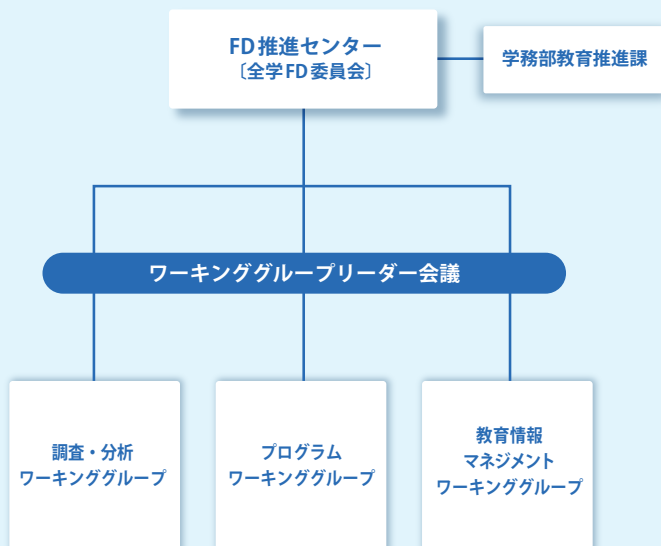 FD推進センター
〔全学FD委員会〕
学務部教育推進課
ワーキンググループリーダー会議
調査・分析
ワーキンググループ
プログラム
ワーキンググループ
教育情報
マネジメント
ワーキンググループ